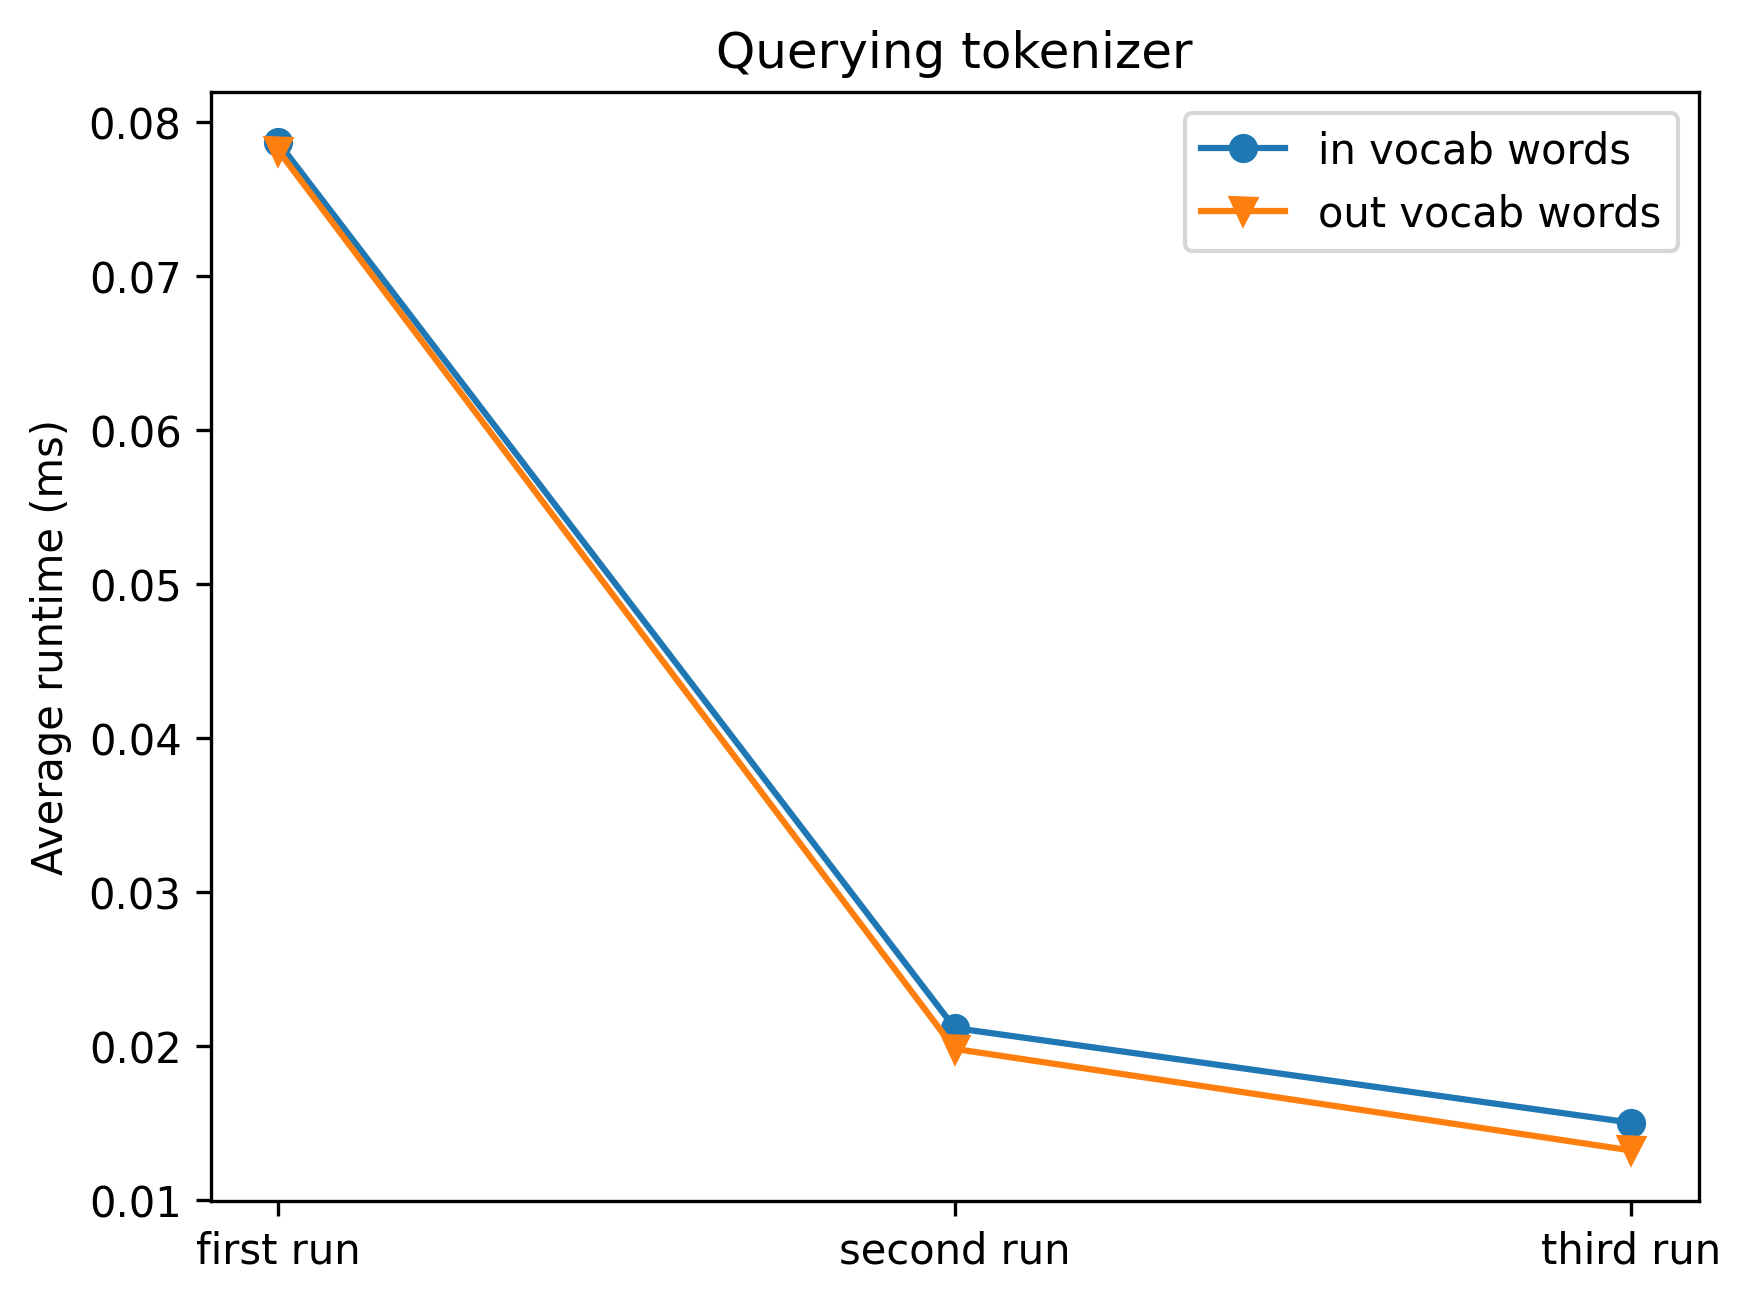 Querying tokenizer
in vocab words
out vocab words
Average runtime (ms)
0.08
0.07
0.06
0.05
0.04
0.03
0.02
0.01
first run
second run
third run